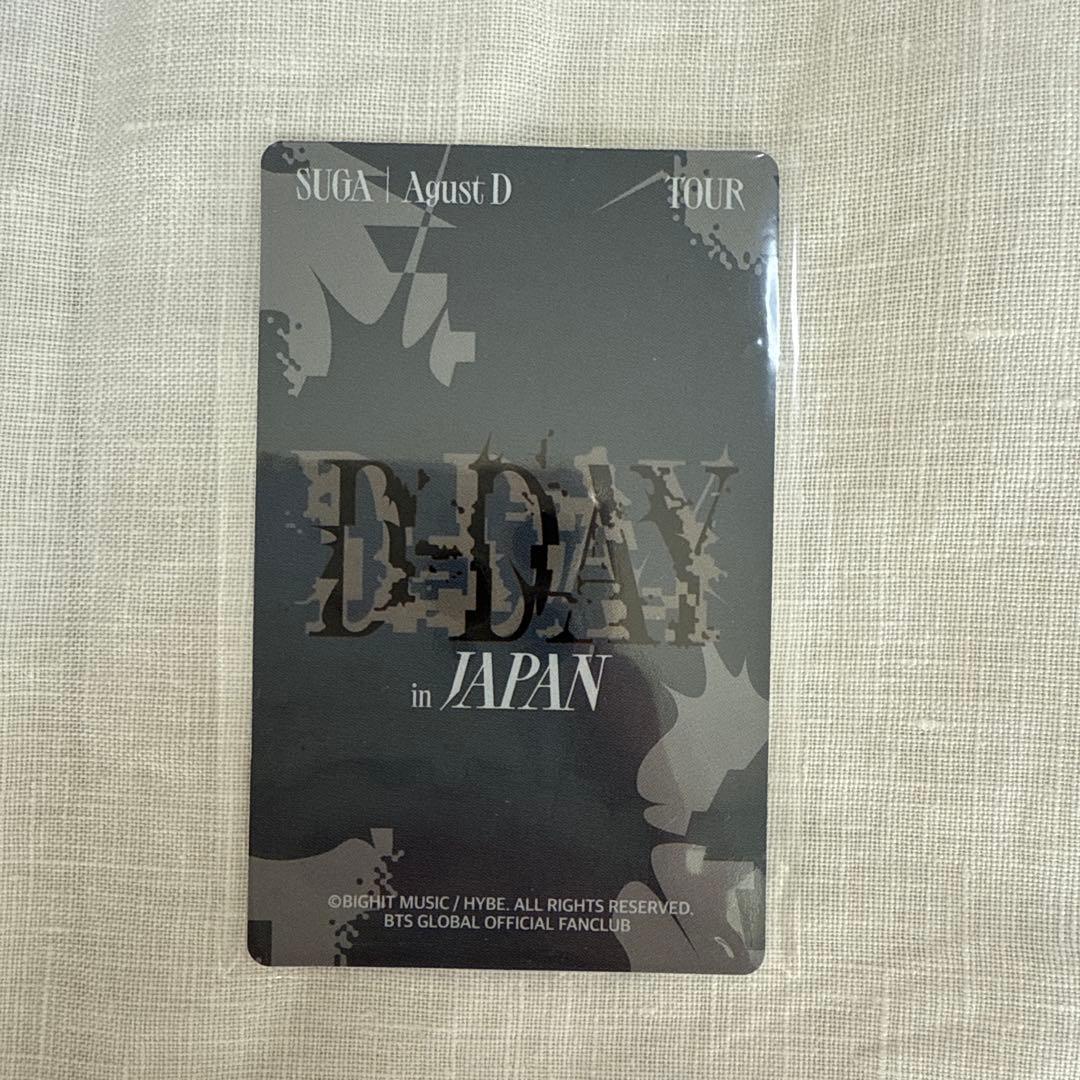 SUGA | Agust D TOUR
D-DAY
in JAPAN
©BIGHIT MUSIC / HYBE. ALL RIGHTS RESERVED.
BTS GLOBAL OFFICIAL FANCLUB